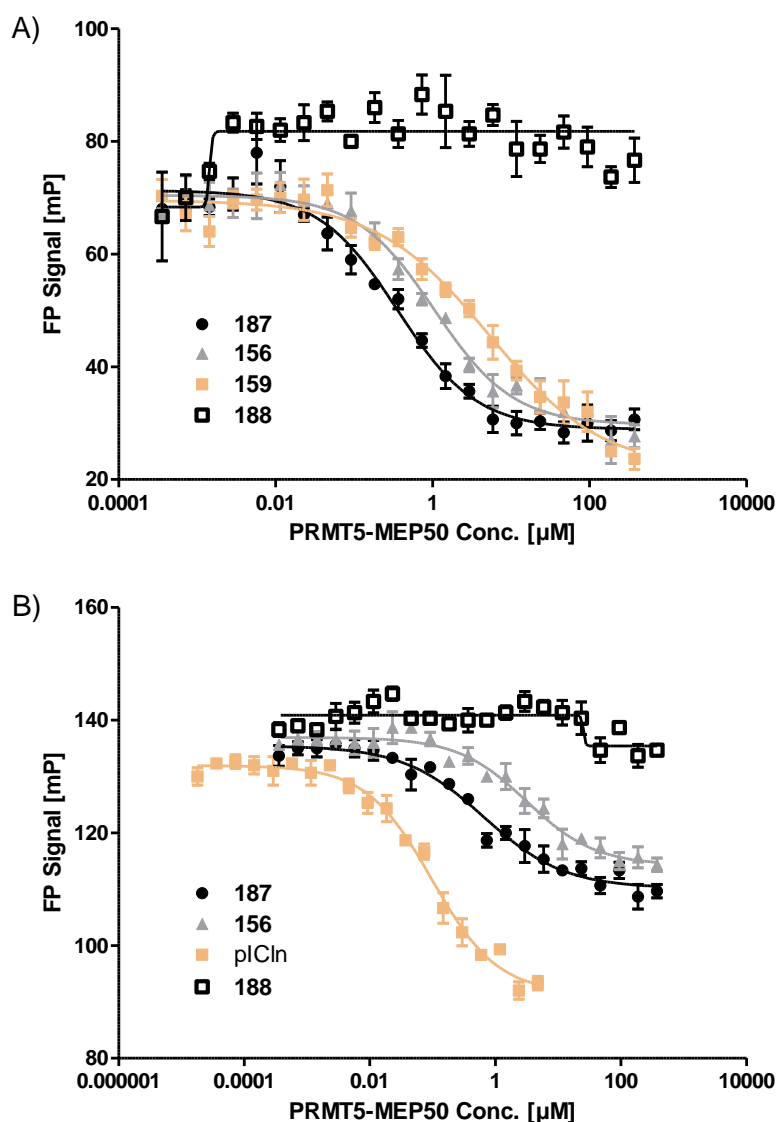 A)
100
80
60
40
20
FP Signal [mP]
187
156
159
188
0.0001 0.01 1 100 10000
PRMT5-MEP50 Conc. [µM]
B)
160
140
120
100
80
FP Signal [mP]
187
156
pICln
188
0.000001 0.0001 0.01 1 100 10000
PRMT5-MEP50 Conc. [µM]